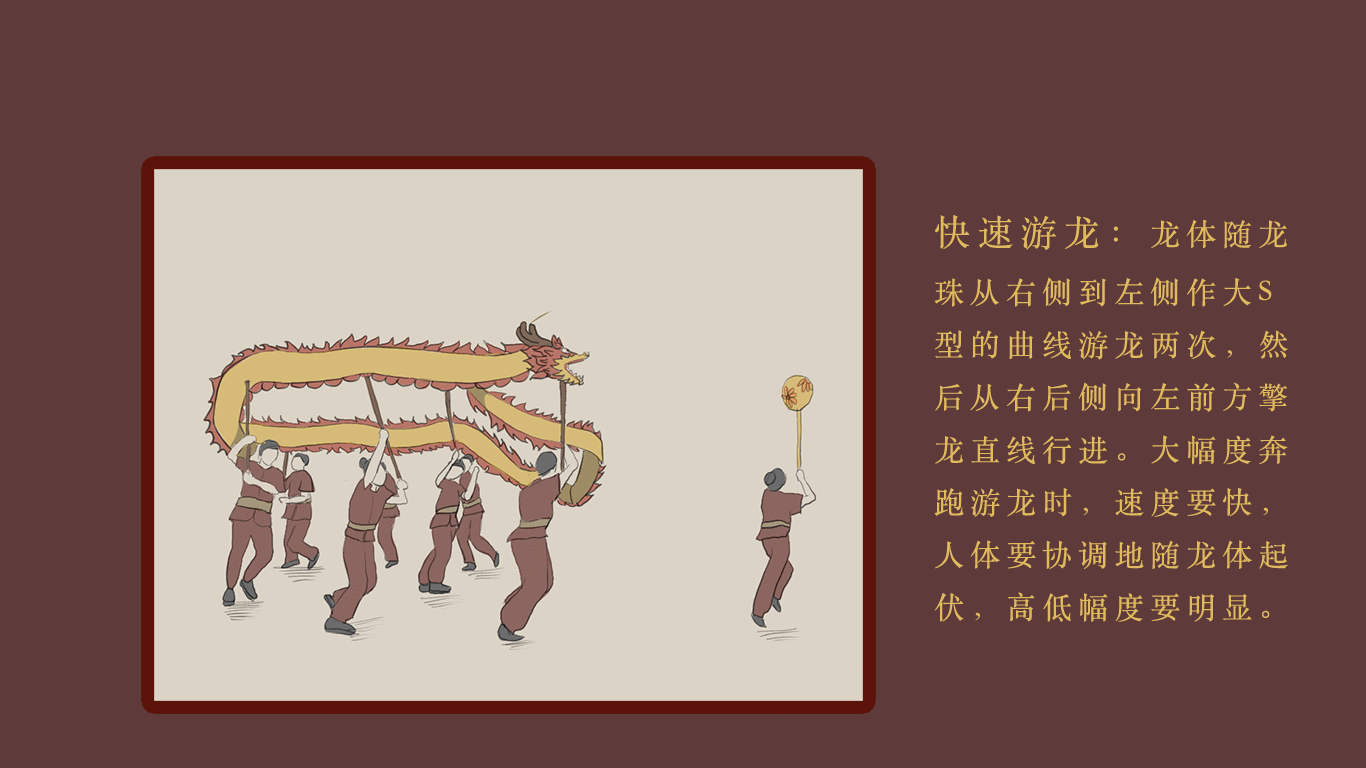 快速游龙：龙体随龙
珠从右侧到左侧作大S
型的曲线游龙两次，然
后从右后侧向左前方擎
龙直线行进。大幅度奔
跑游龙时，速度要快，
人体要协调地随龙体起
伏，高低幅度要明显。